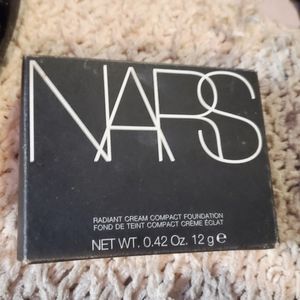 NARS
RADIANT CREAM COMPACT FOUNDATION
FOND DE TEINT COMPACT CRÈME ÉCLAT
NET WT. 0.42 Oz. 12 g ℮